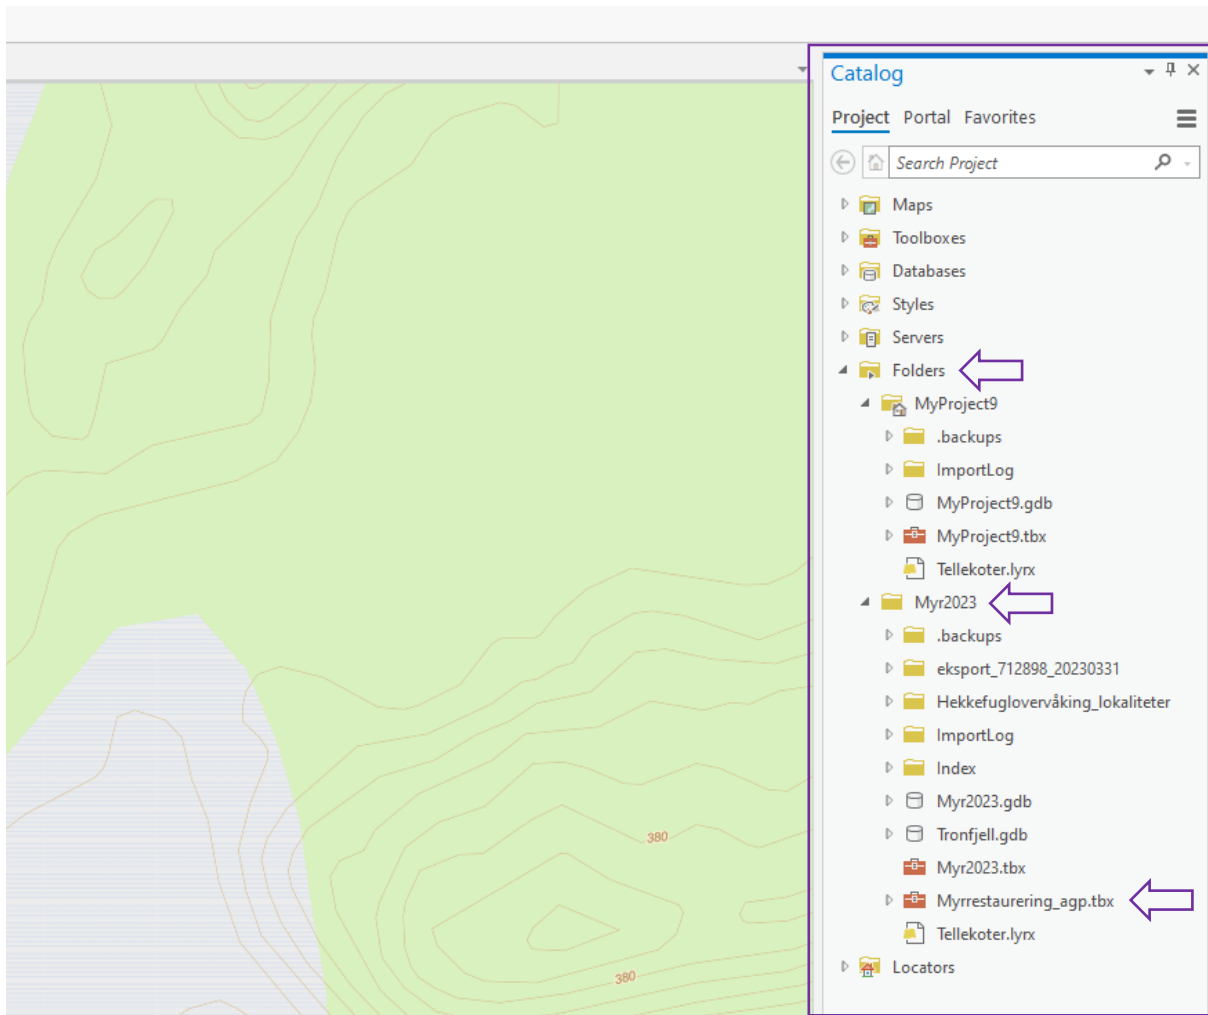 Catalog
Project Portal Favorites
Search Project
Maps
Toolboxes
Databases
Styles
Servers
Folders
MyProject9
.backups
ImportLog
MyProject9.gdb
MyProject9.tbx
Tellekoter.lyrx
Myr2023
.backups
eksport_712898_20230331
Hekkefuglovervåking_lokaliteter
ImportLog
Index
Myr2023.gdb
Tronfjell.gdb
Myr2023.tbx
Myrrestaurering_agp.tbx
Tellekoter.lyrx
Locators
380
380